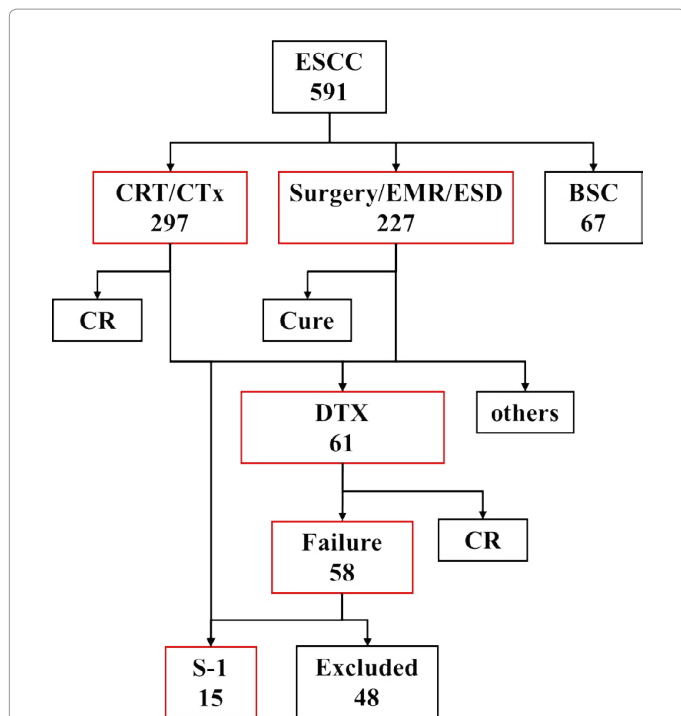 ESCC
591
CRT/CTx
297
Surgery/EMR/ESD
227
BSC
67
CR
Cure
DTX
61
others
Failure
58
CR
S-1
15
Excluded
48